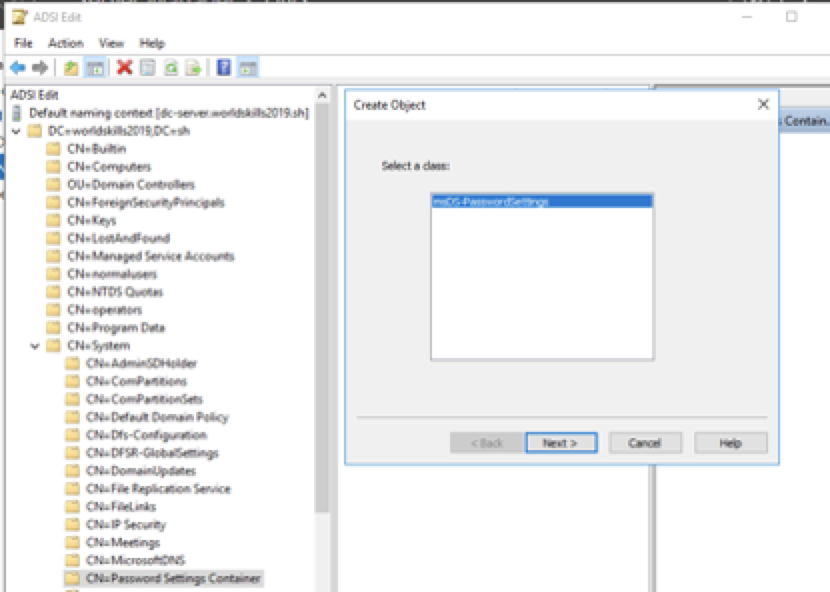 ADSI Edit
File Action View Help
ADSI Edit
Default naming context [dc-server.worldskills2019.sh]
DC=worldskills2019,DC=sh
CN=Builtin
CN=Computers
OU=Domain Controllers
CN=ForeignSecurityPrincipals
CN=Keys
CN=LostAndFound
CN=Managed Service Accounts
CN=normalusers
CN=NTDS Quotas
CN=operators
CN=Program Data
CN=System
CN=AdminSDHolder
CN=ComPartitions
CN=ComPartitionSets
CN=Default Domain Policy
CN=Dfs-Configuration
CN=DFSR-GlobalSettings
CN=DomainUpdates
CN=File Replication Service
CN=FileLinks
CN=IP Security
CN=Meetings
CN=MicrosoftDNS
CN=Password Settings Container
Create Object
Select a class:
msDS-PasswordSettings
< Back Next > Cancel Help
Contain...